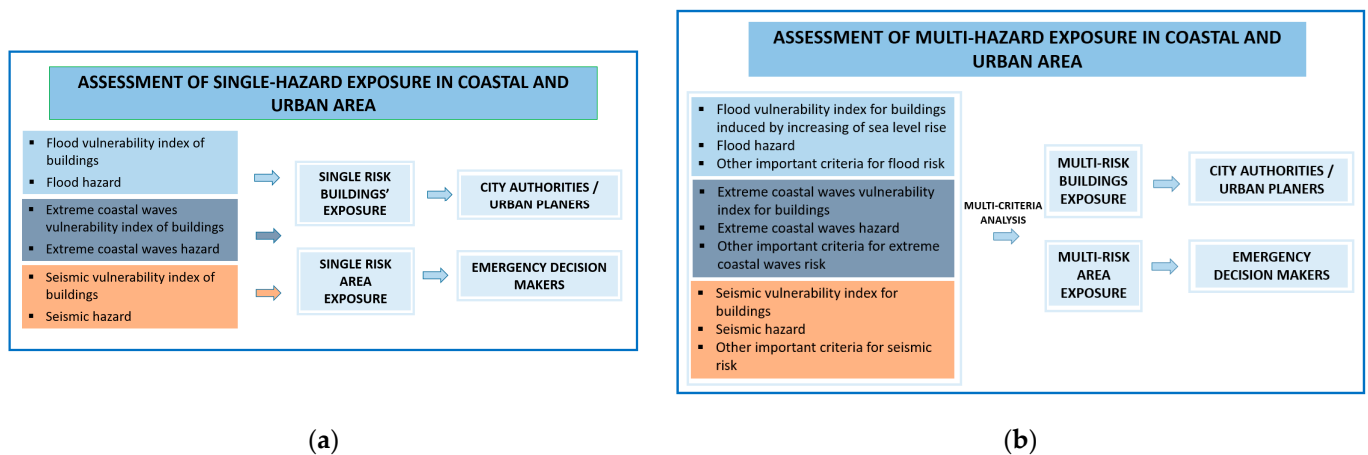 ASSESSMENT OF SINGLE-HAZARD EXPOSURE IN COASTAL AND
URBAN AREA
▪ Flood vulnerability index of
buildings
▪ Flood hazard
▪ Extreme coastal waves
vulnerability index of buildings
▪ Extreme coastal waves hazard
▪ Seismic vulnerability index of
buildings
▪ Seismic hazard
SINGLE RISK
BUILDINGS’
EXPOSURE
CITY AUTHORITIES /
URBAN PLANERS
SINGLE RISK
AREA
EXPOSURE
EMERGENCY DECISION
MAKERS
(a)
ASSESSMENT OF MULTI-HAZARD EXPOSURE IN COASTAL AND
URBAN AREA
▪ Flood vulnerability index for buildings
induced by increasing of sea level rise
▪ Flood hazard
▪ Other important criteria for flood risk
▪ Extreme coastal waves vulnerability
index for buildings
▪ Extreme coastal waves hazard
▪ Other important criteria for extreme
coastal waves risk
▪ Seismic vulnerability index for
buildings
▪ Seismic hazard
▪ Other important criteria for seismic
risk
MULTI-CRITERIA
ANALYSIS
MULTI-RISK
BUILDINGS
EXPOSURE
CITY AUTHORITIES /
URBAN PLANERS
MULTI-RISK
AREA
EXPOSURE
EMERGENCY
DECISION MAKERS
(b)